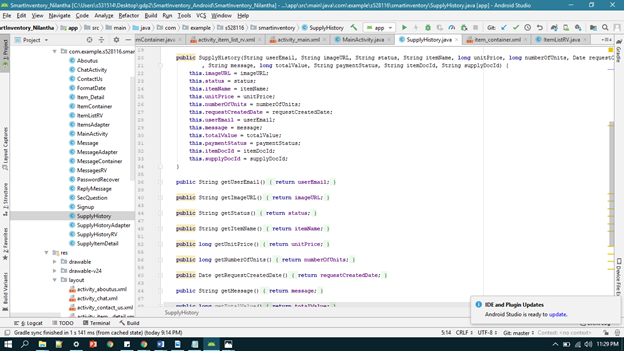 SmartInventory_Nilantha [C:\Users\s531514\Desktop\gdp2\SmartInventory_Android\SmartInventory_Nilantha] - ...\app\src\main\java\com\example\s528116\smartinventory\SupplyHistory.java [app] - Android Studio
File Edit View Navigate Code Analyze Refactor Build Run Tools VCS Window Help
SmartInventory_Nilantha app src main java com example s528116 smartinventory SupplyHistory app Git:
Project
mContainer.java activity_item_list_rv.xml activity_main.xml MainActivity.java SupplyHistory.java item_container.xml ItemListRV.java
com.example.s528116.smartinventory
Aboutus
ChatActivity
ContactUs
FormatDate
Item_Detail
ItemContainer
ItemListRV
ItemsAdapter
MainActivity
Message
MessageAdapter
MessageContainer
MessagesRV
PasswordRecover
ReplyMessage
SecQuestion
Signup
SupplyHistory
SupplyHistoryAdapter
SupplyHistoryRV
SupplyItemDetail
res
drawable
drawable-v24
layout
activity_aboutus.xml
activity_chat.xml
activity_contact_us.xml
activity_item__detail.xml
public SupplyHistory(String userEmail, String imageURL, String status, String itemName, long unitPrice, long numberOfUnits, Date requestC
, String message, long totalValue, String paymentStatus, String itemDocId, String supplyDocId) {
this.imageURL = imageURL;
this.status = status;
this.itemName = itemName;
this.unitPrice = unitPrice;
this.numberOfUnits = numberOfUnits;
this.requestCreatedDate = requestCreatedDate;
this.userEmail = userEmail;
this.message = message;
this.totalValue = totalValue;
this.paymentStatus = paymentStatus;
this.itemDocId = itemDocId;
this.supplyDocId = supplyDocId;
}
public String getUserEmail() { return userEmail; }
public String getImageURL() { return imageURL; }
public String getStatus() { return status; }
public String getItemName() { return itemName; }
public long getUnitPrice() { return unitPrice; }
public long getNumberOfUnits() { return numberOfUnits; }
public Date getRequestCreatedDate() { return requestCreatedDate; }
public String getMessage() { return message; }
public long getTotalValue() { return totalValue; }
SupplyHistory
IDE and Plugin Updates
Android Studio is ready to update.
1: Project
Layout Captures
Z: Structure
2: Favorites
Build Variants
Gradle
Device File Ex
6: Logcat TODO Terminal Build
Gradle sync finished in 1 s 141 ms (from cached state) (today 9:14 PM)
5:14 CRLF UTF-8 Git: master Context: <no context>
11:29 PM